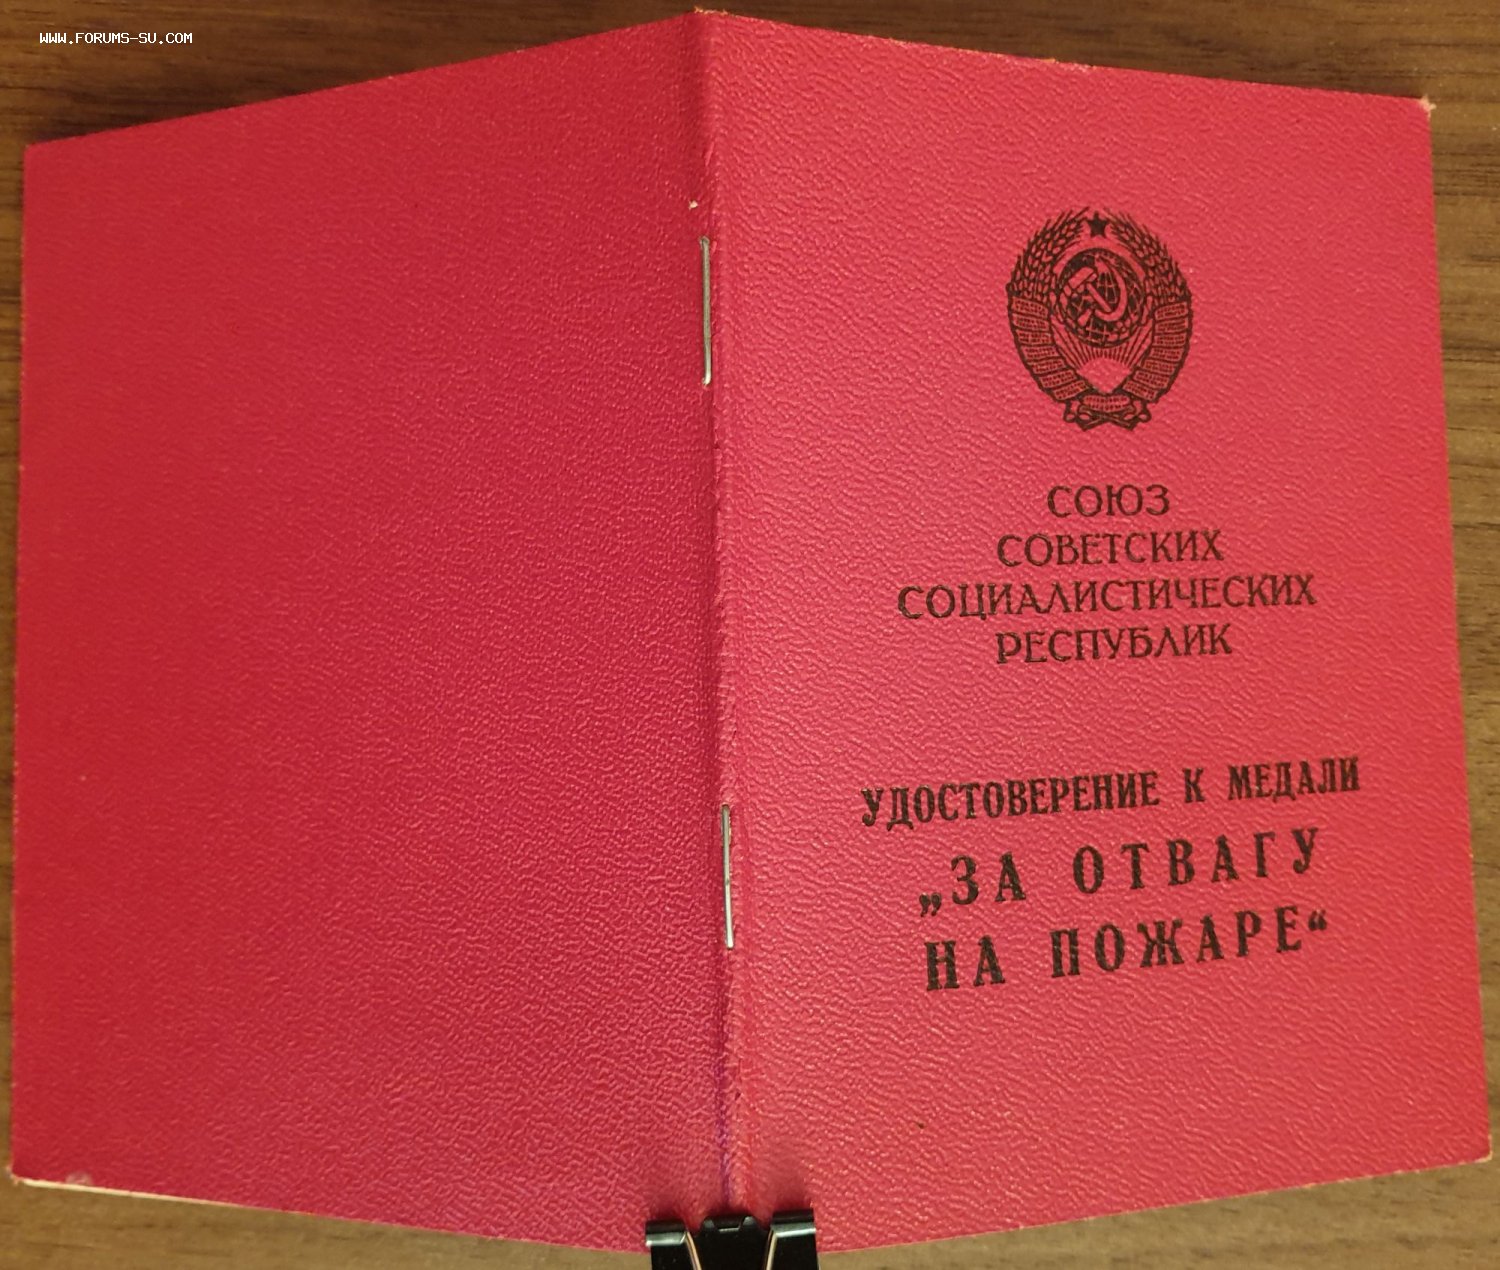 WWW.FORUMS-SU.COM
СОЮЗ
СОВЕТСКИХ
СОЦИАЛИСТИЧЕСКИХ
РЕСПУБЛИК
УДОСТОВЕРЕНИЕ К МЕДАЛИ
„ЗА ОТВАГУ
НА ПОЖАРЕ“